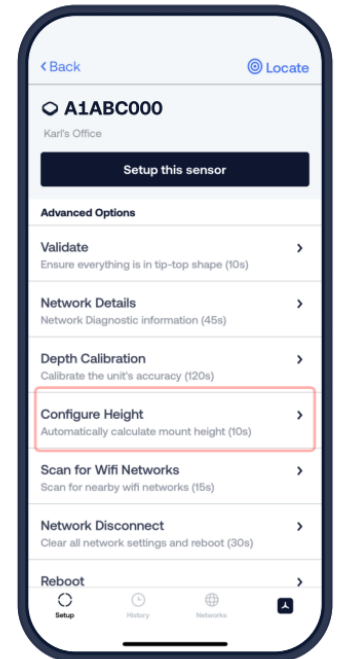 Back
Locate
A1ABC000
Karl's Office
Setup this sensor
Advanced Options
Validate
Ensure everything is in tip-top shape (10s)
Network Details
Network Diagnostic information (45s)
Depth Calibration
Calibrate the unit's accuracy (120s)
Configure Height
Automatically calculate mount height (10s)
Scan for Wifi Networks
Scan for nearby wifi networks (15s)
Network Disconnect
Clear all network settings and reboot (30s)
Reboot
Setup
History
Networks